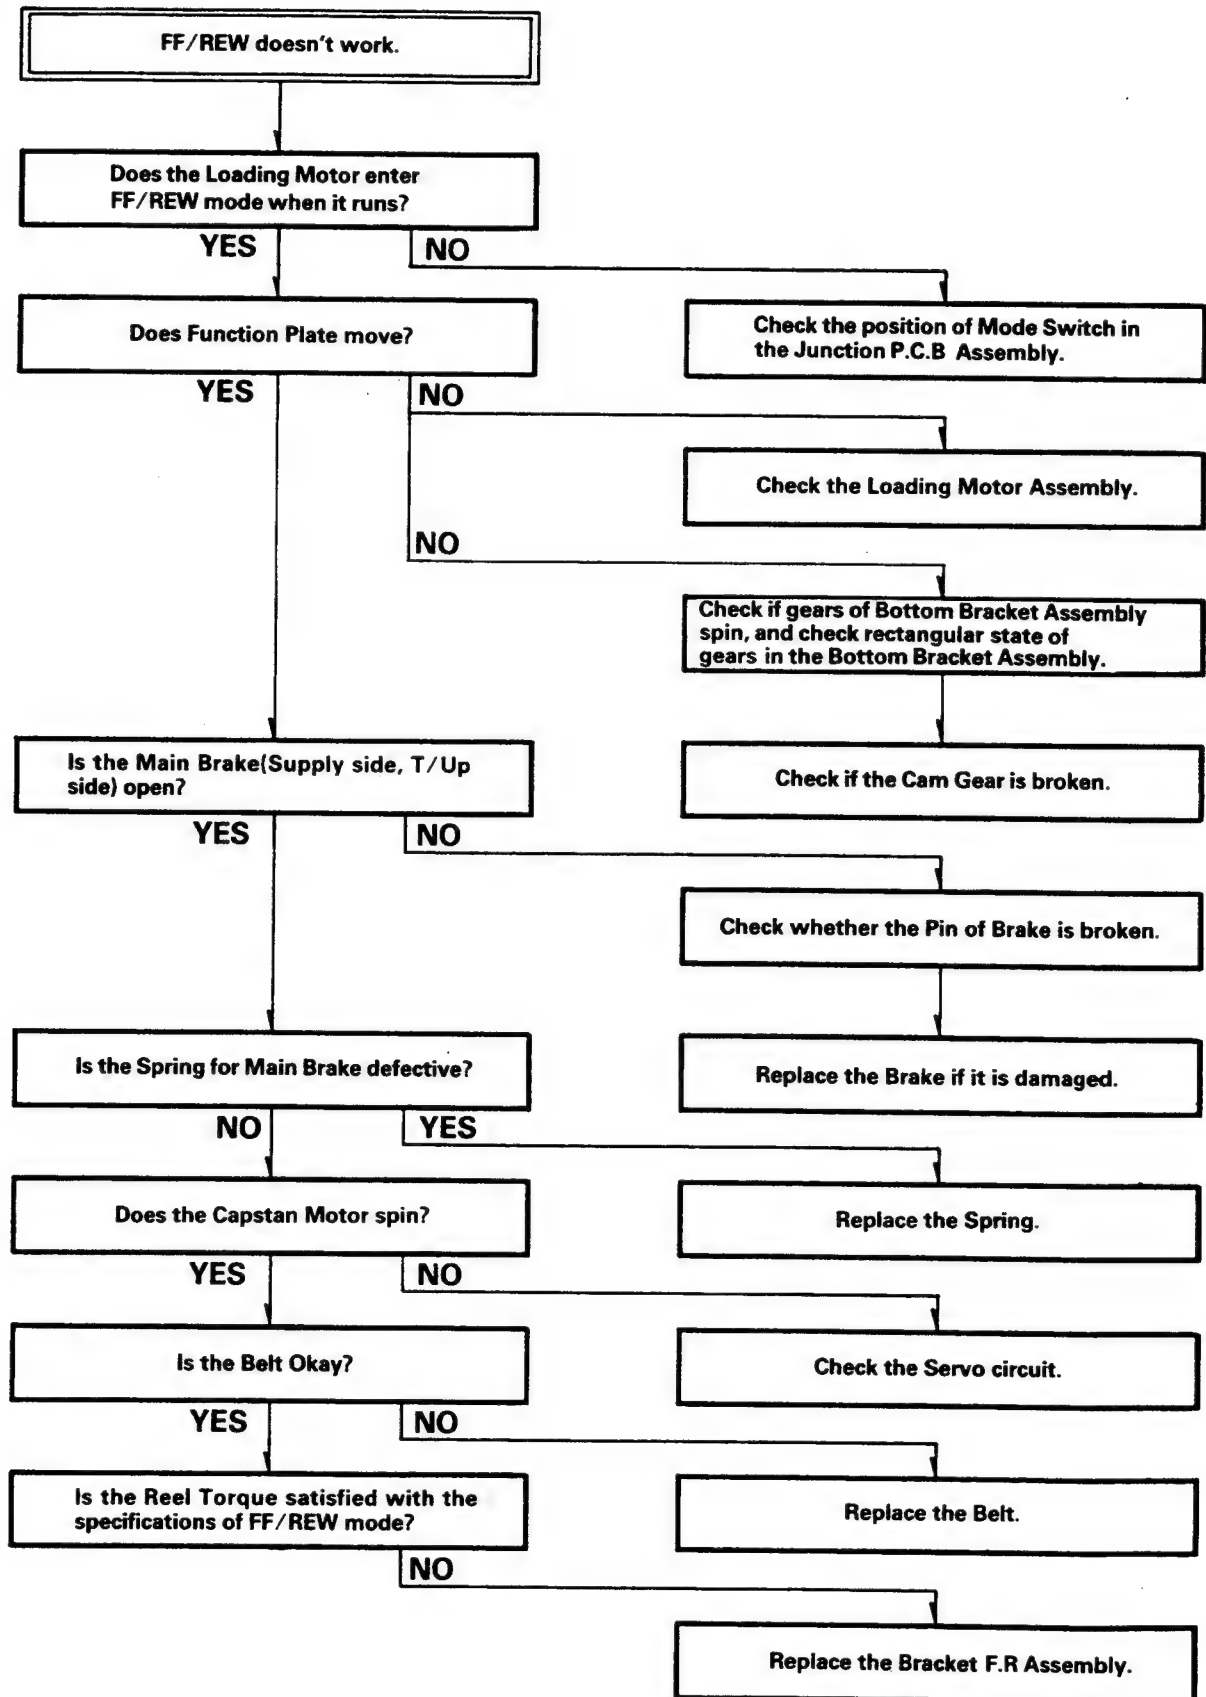 FF/REW doesn't work.
Does the Loading Motor enter
FF/REW mode when it runs?
YES
NO
Does Function Plate move?
Check the position of Mode Switch in
the Junction P.C.B Assembly.
YES
NO
Check the Loading Motor Assembly.
NO
Check if gears of Bottom Bracket Assembly
spin, and check rectangular state of
gears in the Bottom Bracket Assembly.
Is the Main Brake(Supply side, T/Up
side) open?
Check if the Cam Gear is broken.
YES
NO
Check whether the Pin of Brake is broken.
Is the Spring for Main Brake defective?
Replace the Brake if it is damaged.
NO
YES
Does the Capstan Motor spin?
Replace the Spring.
YES
NO
Is the Belt Okay?
Check the Servo circuit.
YES
NO
Is the Reel Torque satisfied with the
specifications of FF/REW mode?
Replace the Belt.
NO
Replace the Bracket F.R Assembly.